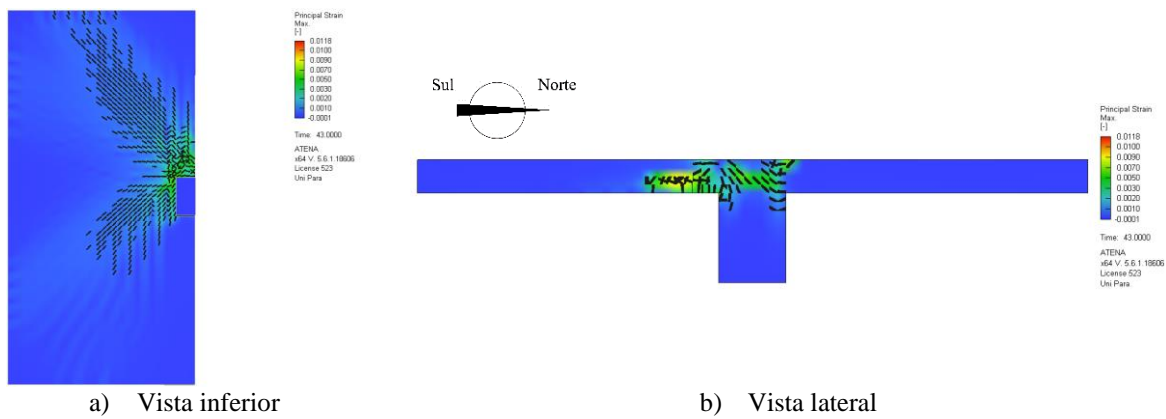 Principal Strain
Max.
[-]
0.0118
0.0100
0.0090
0.0070
0.0050
0.0030
0.0020
0.0010
-0.0001
Time: 43.0000
ATENA
x64 V. 5.6.1.18606
License 523
Uni Para
Sul
Norte
Principal Strain
Max.
[-]
0.0118
0.0100
0.0090
0.0070
0.0050
0.0030
0.0020
0.0010
-0.0001
Time: 43.0000
ATENA
x64 V. 5.6.1.18606
License 523
Uni Para
a) Vista inferior
b) Vista lateral